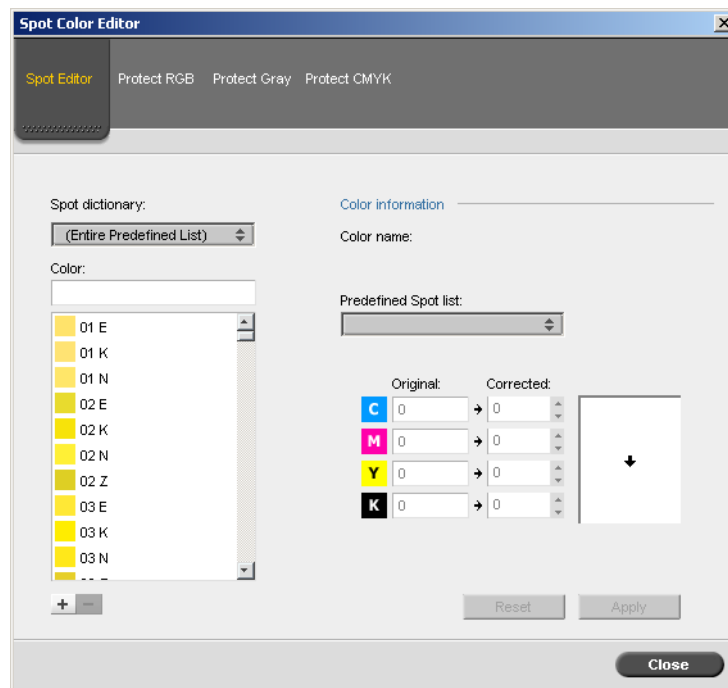 Spot Color Editor
Spot Editor Protect RGB Protect Gray Protect CMYK
Spot dictionary:
(Entire Predefined List)
Color:
01 E
01 K
01 N
02 E
02 K
02 N
02 Z
03 E
03 K
03 N
+ −
Color information
Color name:
Predefined Spot list:
Original: Corrected:
C 0 0
M 0 0
Y 0 0
K 0 0
Reset Apply
Close